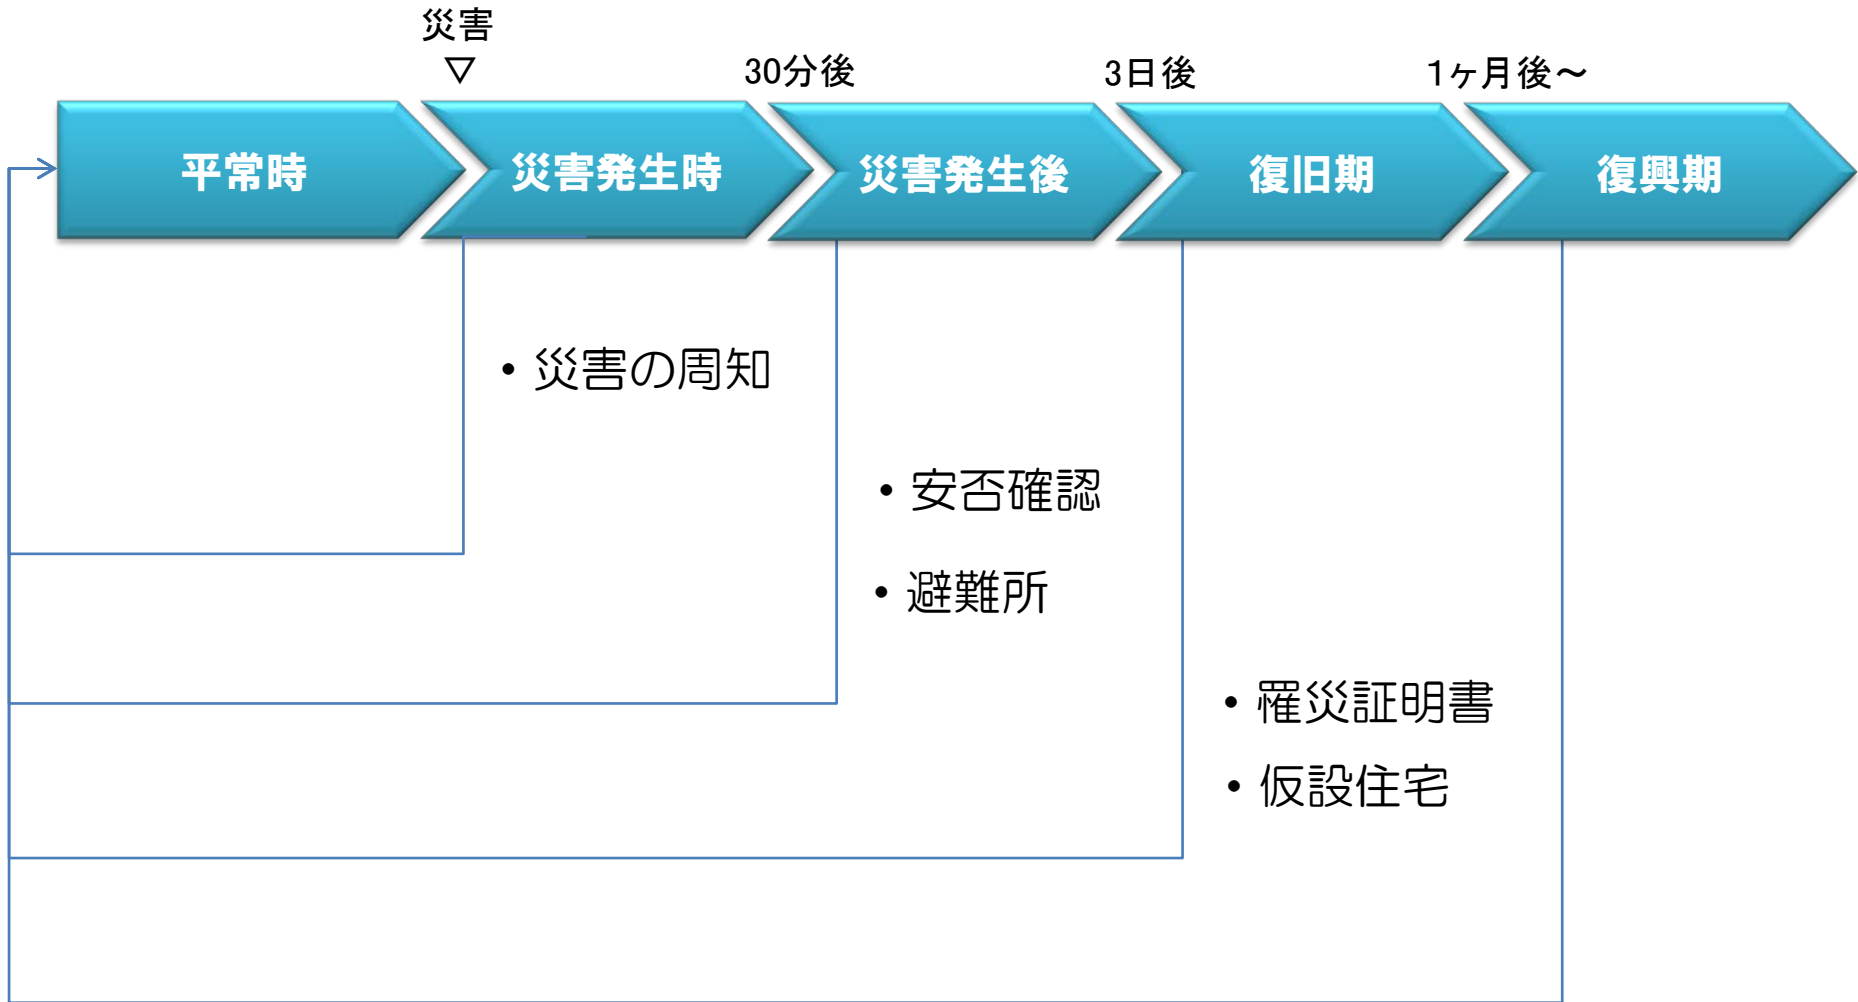 災害
▽
30分後
3日後
1ヶ月後～
平常時
災害発生時
災害発生後
復旧期
復興期
・災害の周知
・安否確認
・避難所
・罹災証明書
・仮設住宅